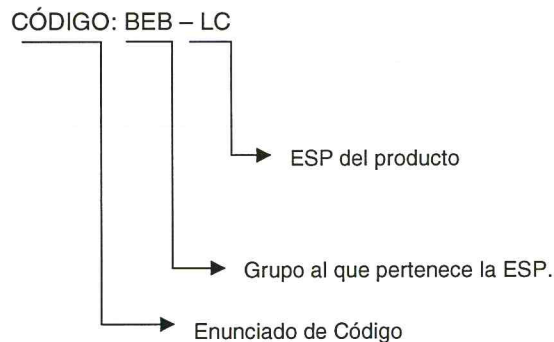 CÓDIGO: BEB – LC
ESP del producto
Grupo al que pertenece la ESP.
Enunciado de Código